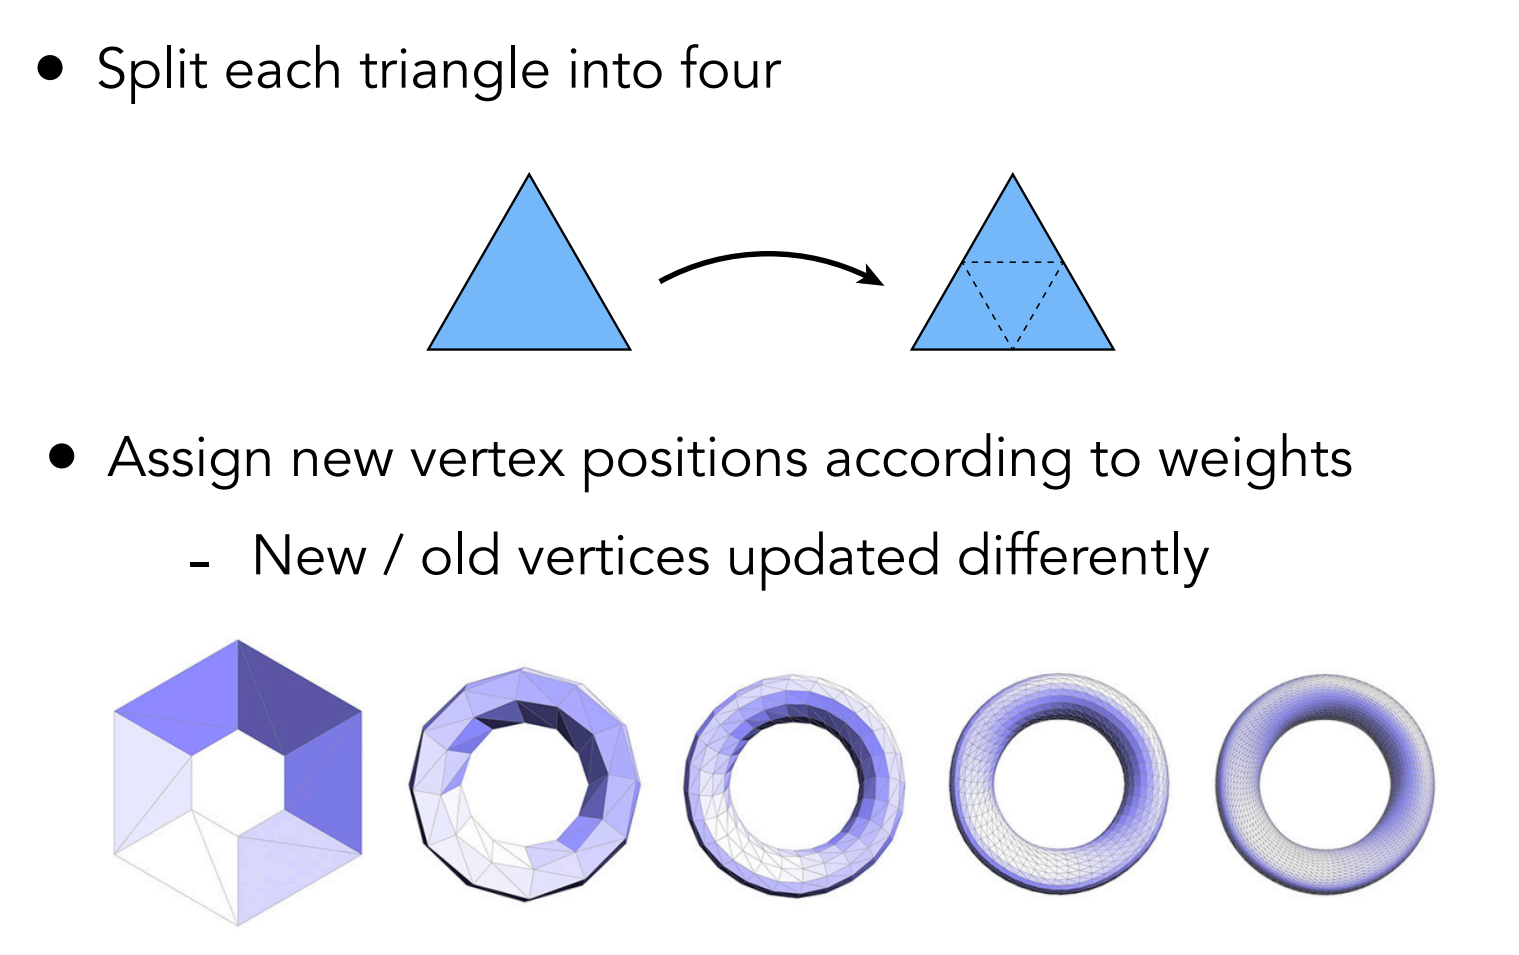 • Split each triangle into four
• Assign new vertex positions according to weights
- New / old vertices updated differently